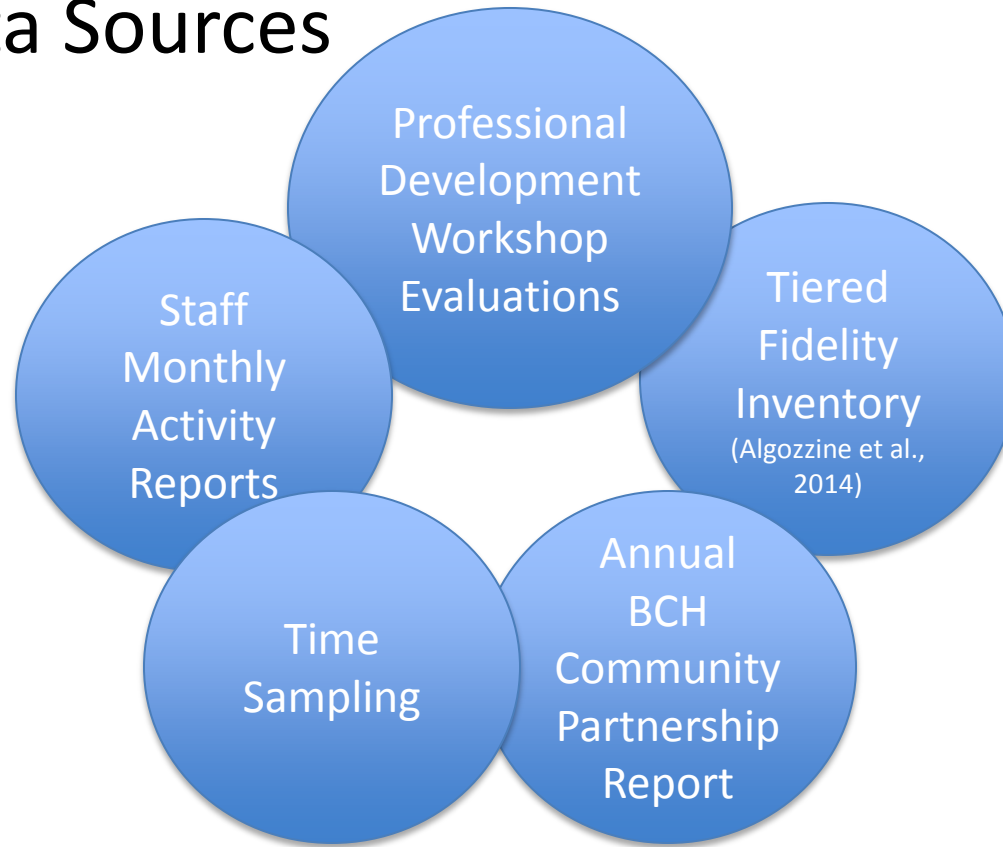 ta Sources
Professional
Development
Workshop
Evaluations
Tiered
Fidelity
Inventory
(Algozzine et al.,
2014)
Staff
Monthly
Activity
Reports
Annual
BCH
Community
Partnership
Report
Time
Sampling